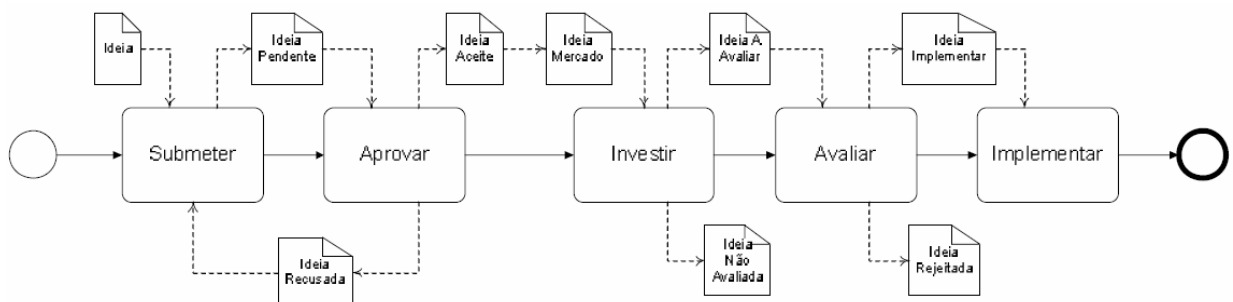 Ideia
Ideia
Pendente
Ideia
Aceite
Ideia
Mercado
Ideia A.
Avaliar
Ideia
Implementar
Submeter
Aprovar
Investir
Avaliar
Implementar
Ideia
Recusada
Ideia
Não
Avaliada
Ideia
Rejeitada